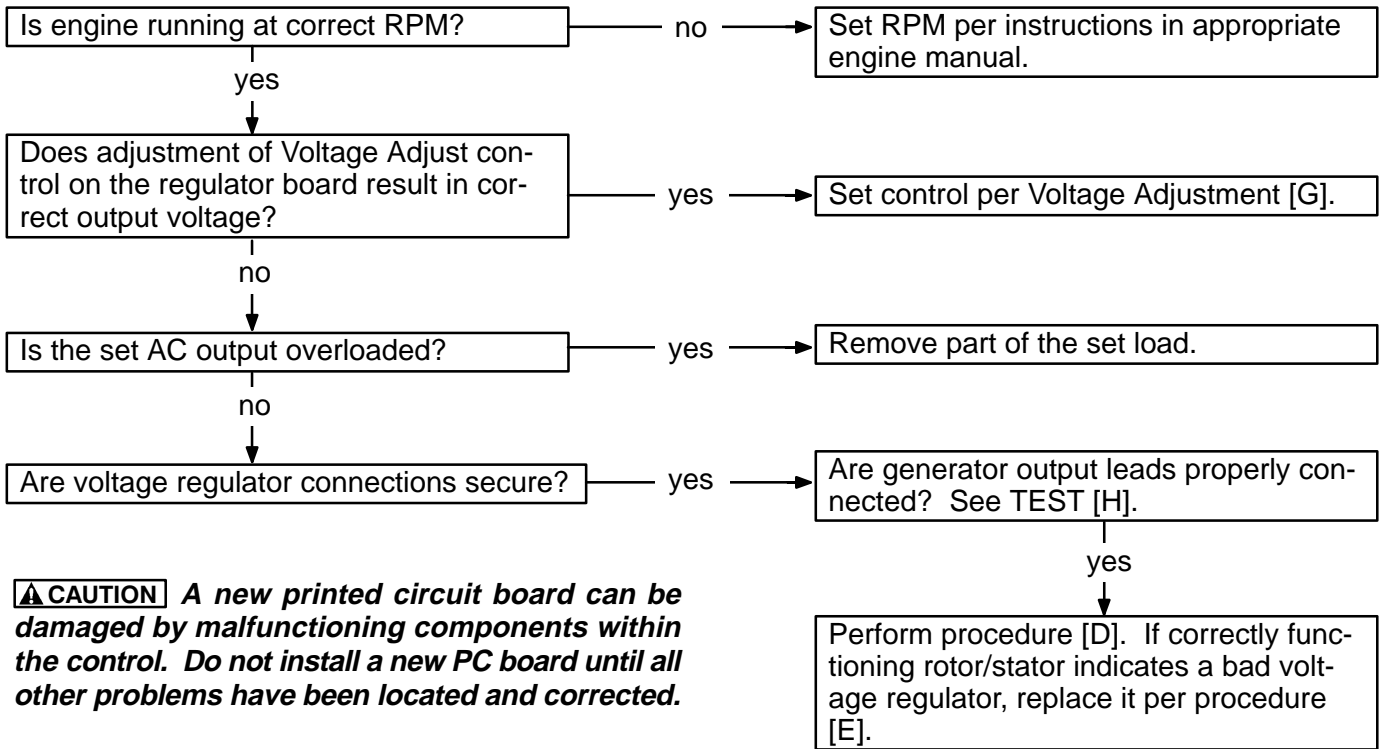 Is engine running at correct RPM?
no
Set RPM per instructions in appropriate
engine manual.
yes
Does adjustment of Voltage Adjust con-
trol on the regulator board result in cor-
rect output voltage?
yes
Set control per Voltage Adjustment [G].
no
Is the set AC output overloaded?
yes
Remove part of the set load.
no
Are voltage regulator connections secure?
yes
Are generator output leads properly con-
nected? See TEST [H].
yes
Perform procedure [D]. If correctly func-
tioning rotor/stator indicates a bad volt-
age regulator, replace it per procedure
[E].
CAUTION A new printed circuit board can be
damaged by malfunctioning components within
the control. Do not install a new PC board until all
other problems have been located and corrected.